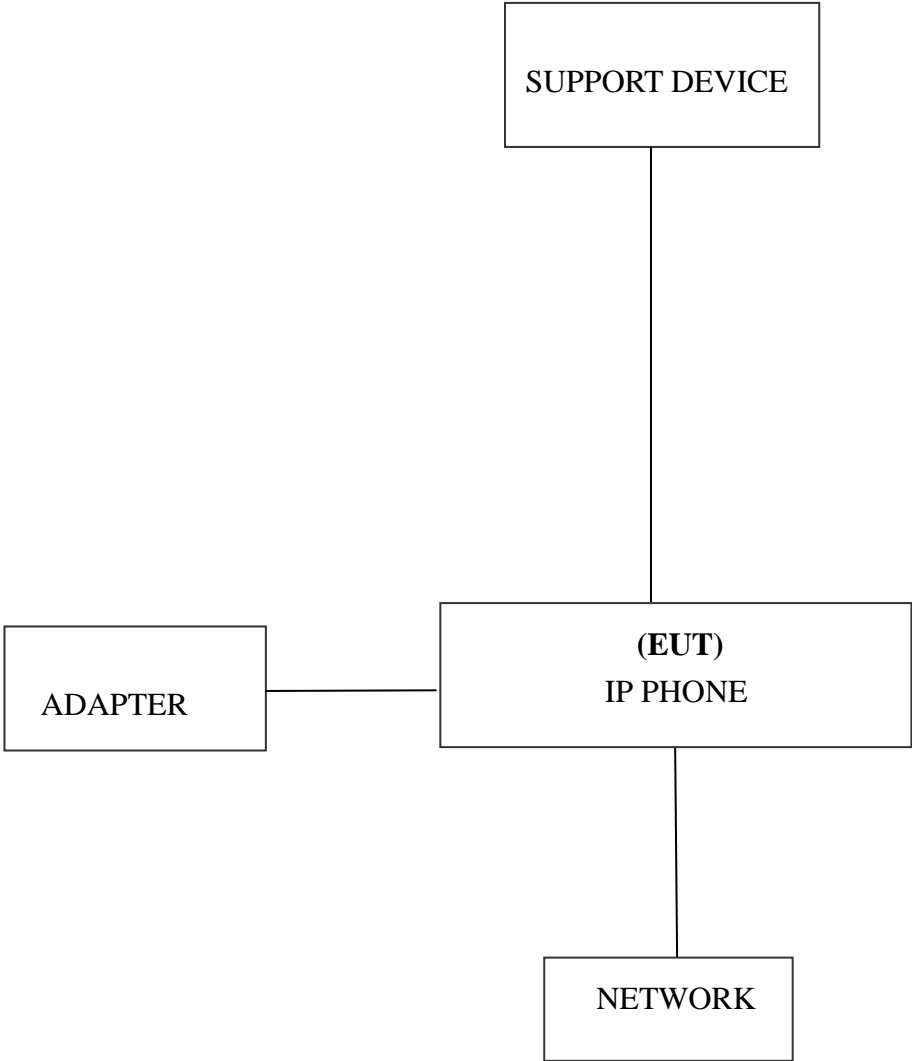 SUPPORT DEVICE
(EUT)
IP PHONE
ADAPTER
NETWORK